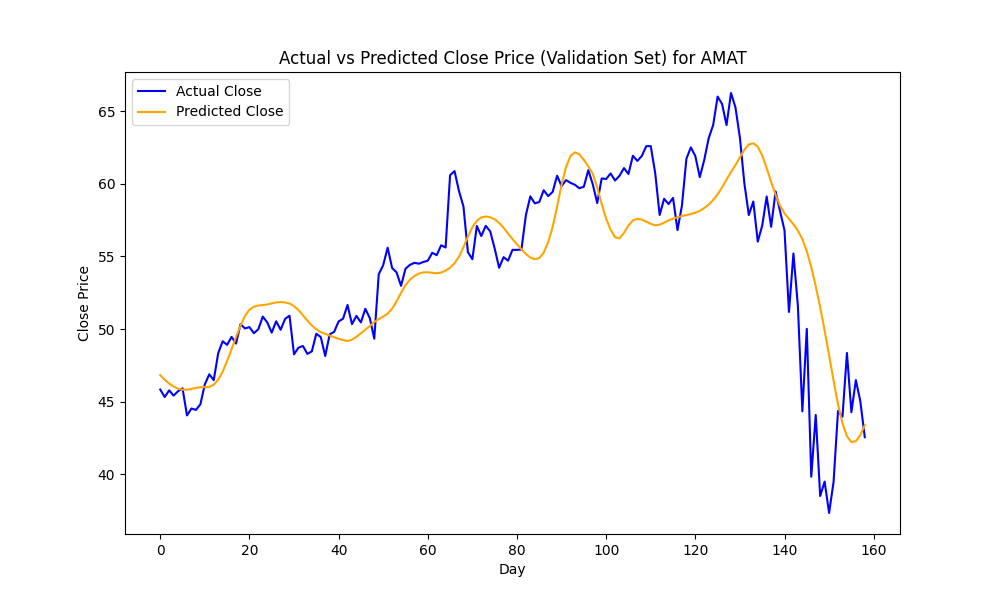 Actual vs Predicted Close Price (Validation Set) for AMAT
Actual Close
Predicted Close
Close Price
65
60
55
50
45
40
0 20 40 60 80 100 120 140 160
Day